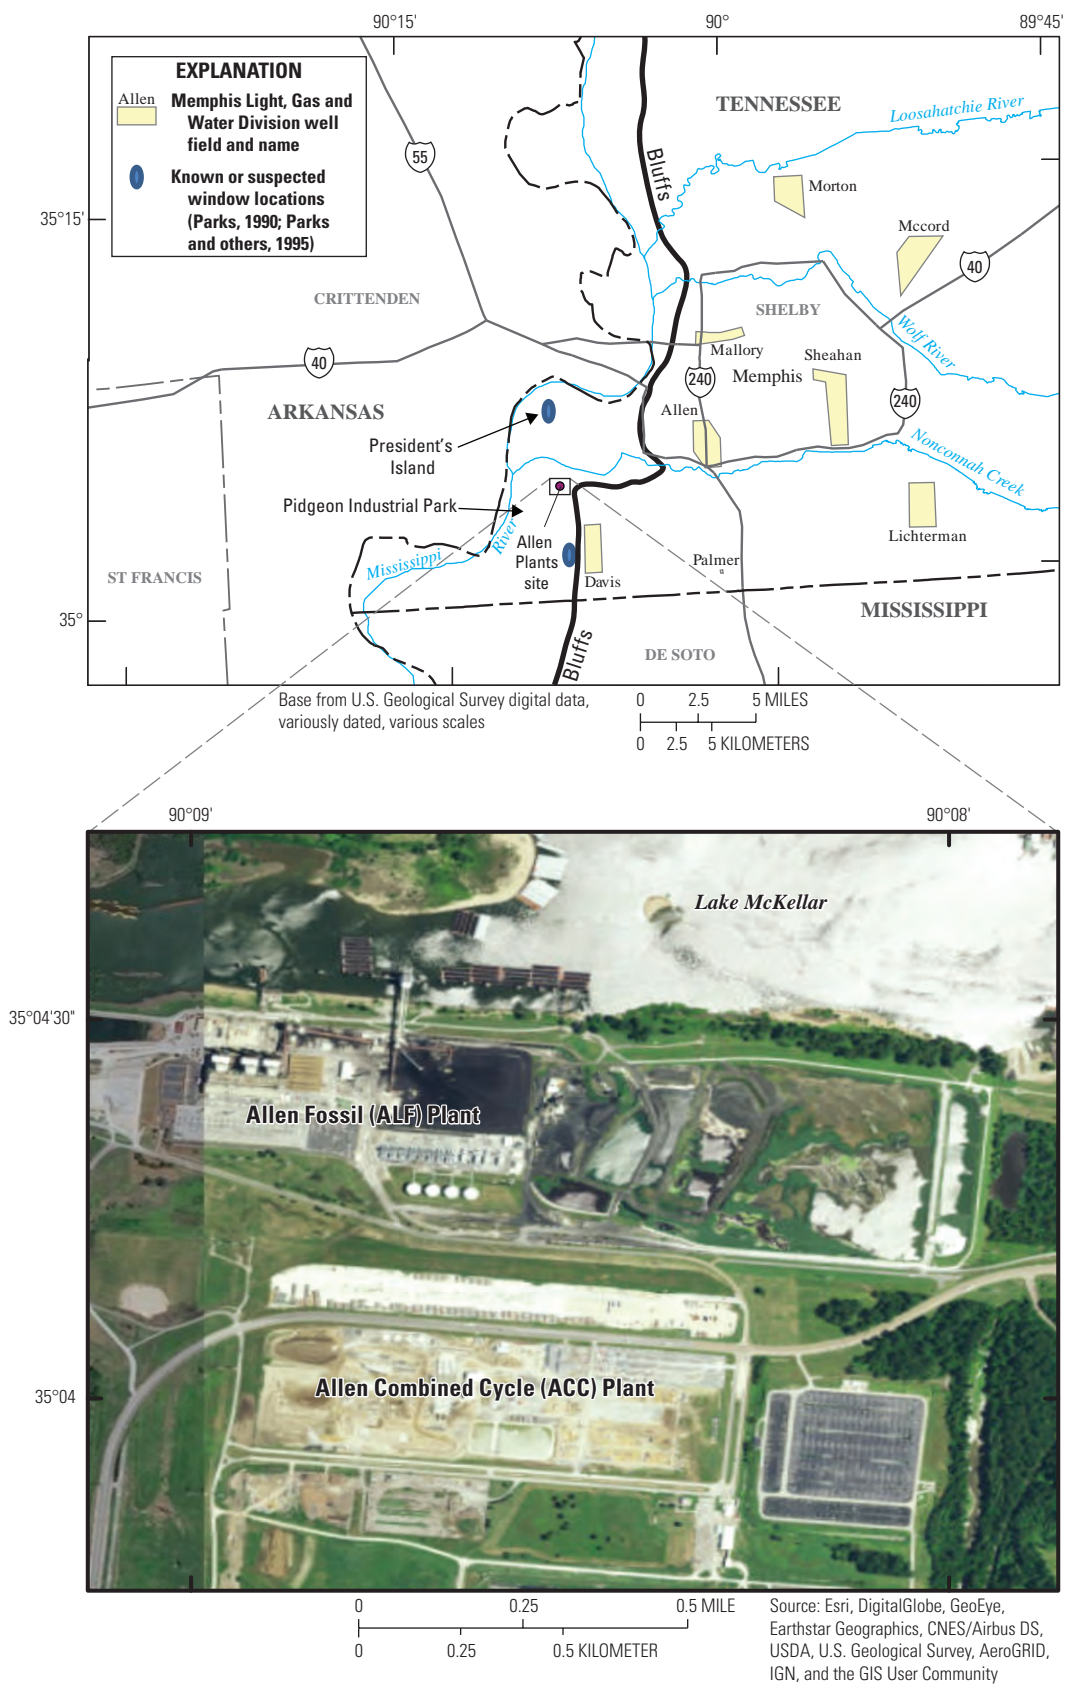 90°15'
90°
89°45'
EXPLANATION
Allen
Memphis Light, Gas and
Water Division well
field and name
Known or suspected
window locations
(Parks, 1990; Parks
and others, 1995)
55
TENNESSEE
Loosahatchie River
Bluffs
Morton
35°15'
Mccord
40
CRITTENDEN
SHELBY
Wolf River
Mallory
Sheahan
40
240
Memphis
240
ARKANSAS
Allen
President's
Island
Nonconnah Creek
Pidgeon Industrial Park
Mississippi
River
Allen
Plants
site
Lichterman
Palmer
Davis
ST FRANCIS
35°
MISSISSIPPI
Bluffs
DE SOTO
Base from U.S. Geological Survey digital data,
variously dated, various scales
0 2.5 5 MILES
0 2.5 5 KILOMETERS
90°09'
90°08'
Lake McKellar
35°04'30"
Allen Fossil (ALF) Plant
35°04
Allen Combined Cycle (ACC) Plant
0 0.25 0.5 MILE
0 0.25 0.5 KILOMETER
Source: Esri, DigitalGlobe, GeoEye,
Earthstar Geographics, CNES/Airbus DS,
USDA, U.S. Geological Survey, AeroGRID,
IGN, and the GIS User Community